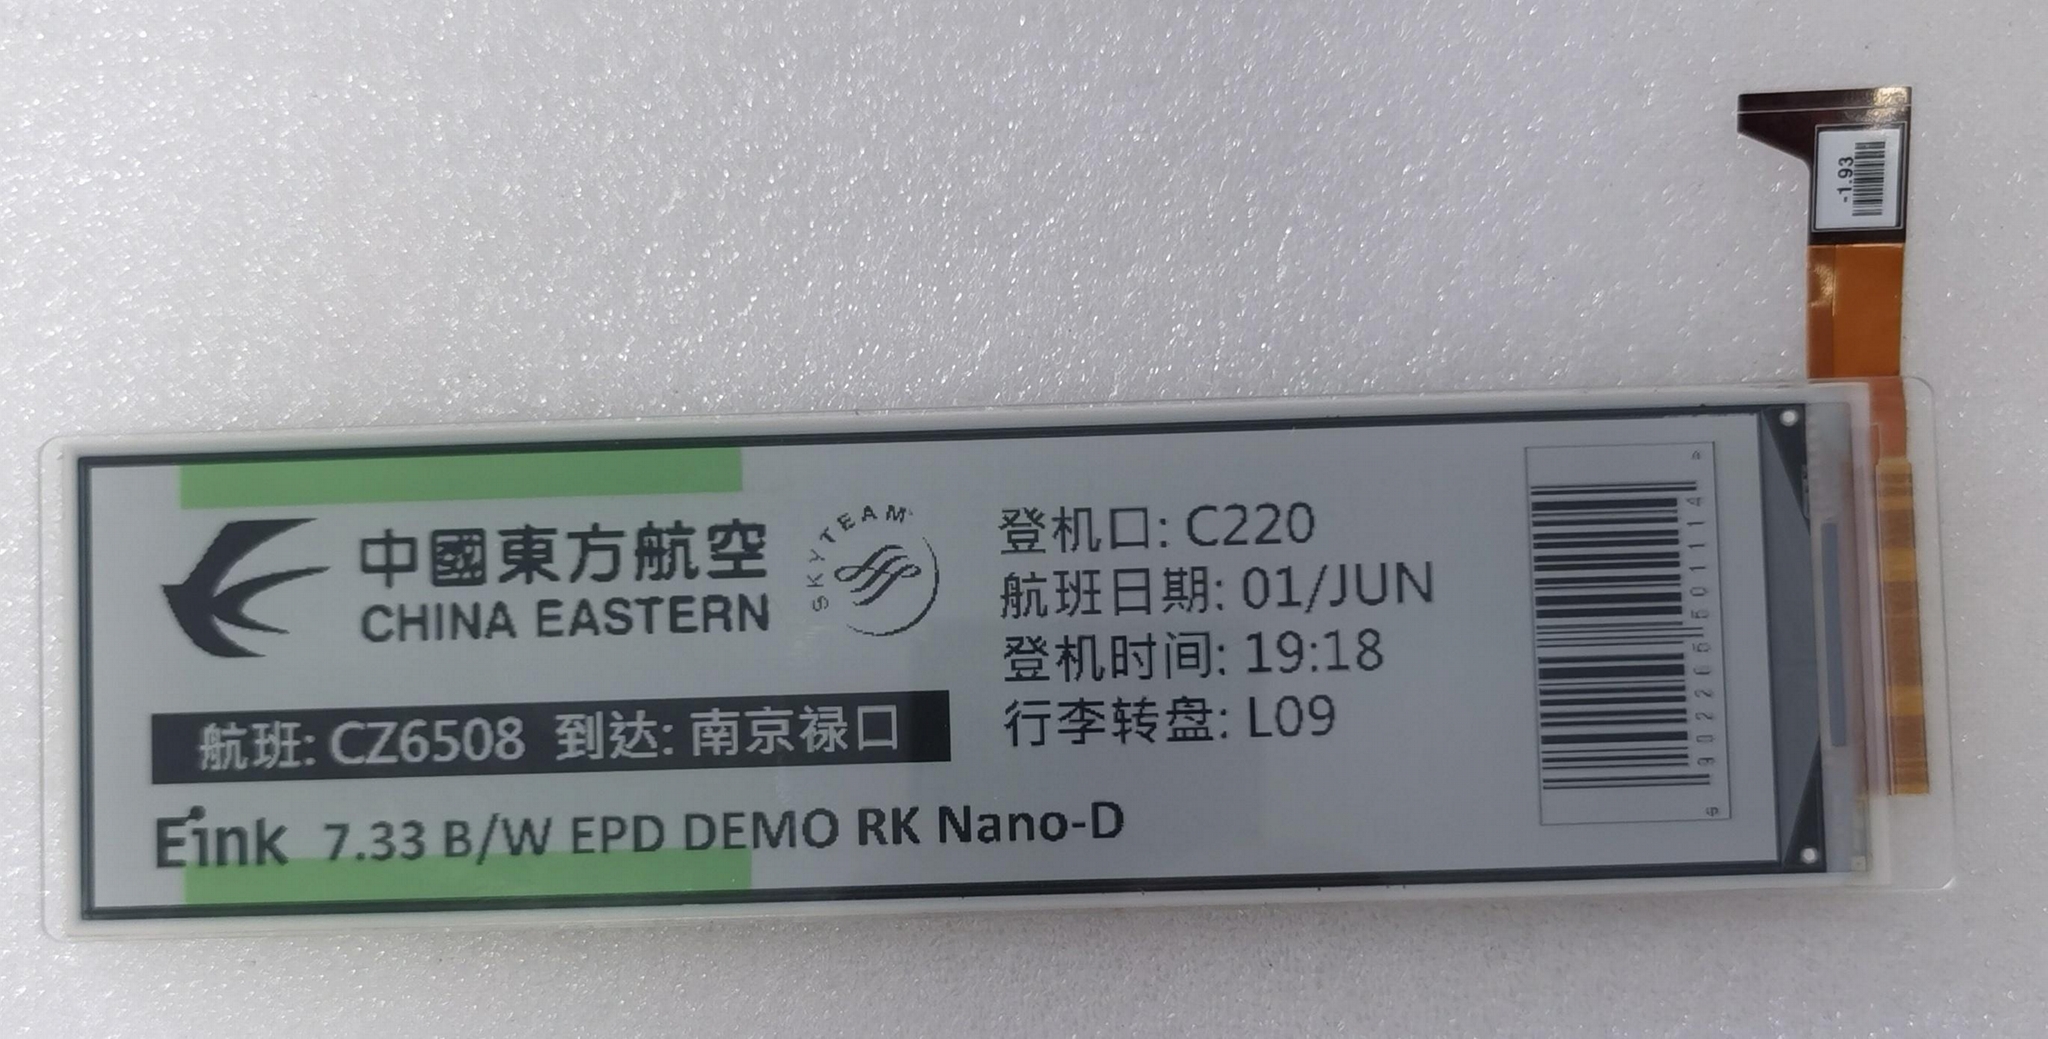 -1.93
中國東方航空
CHINA EASTERN
SKYTEAM
航班: CZ6508 到达: 南京禄口
Eink 7.33 B/W EPD DEMO RK Nano-D
登机口: C220
航班日期: 01/JUN
登机时间: 19:18
行李转盘: L09